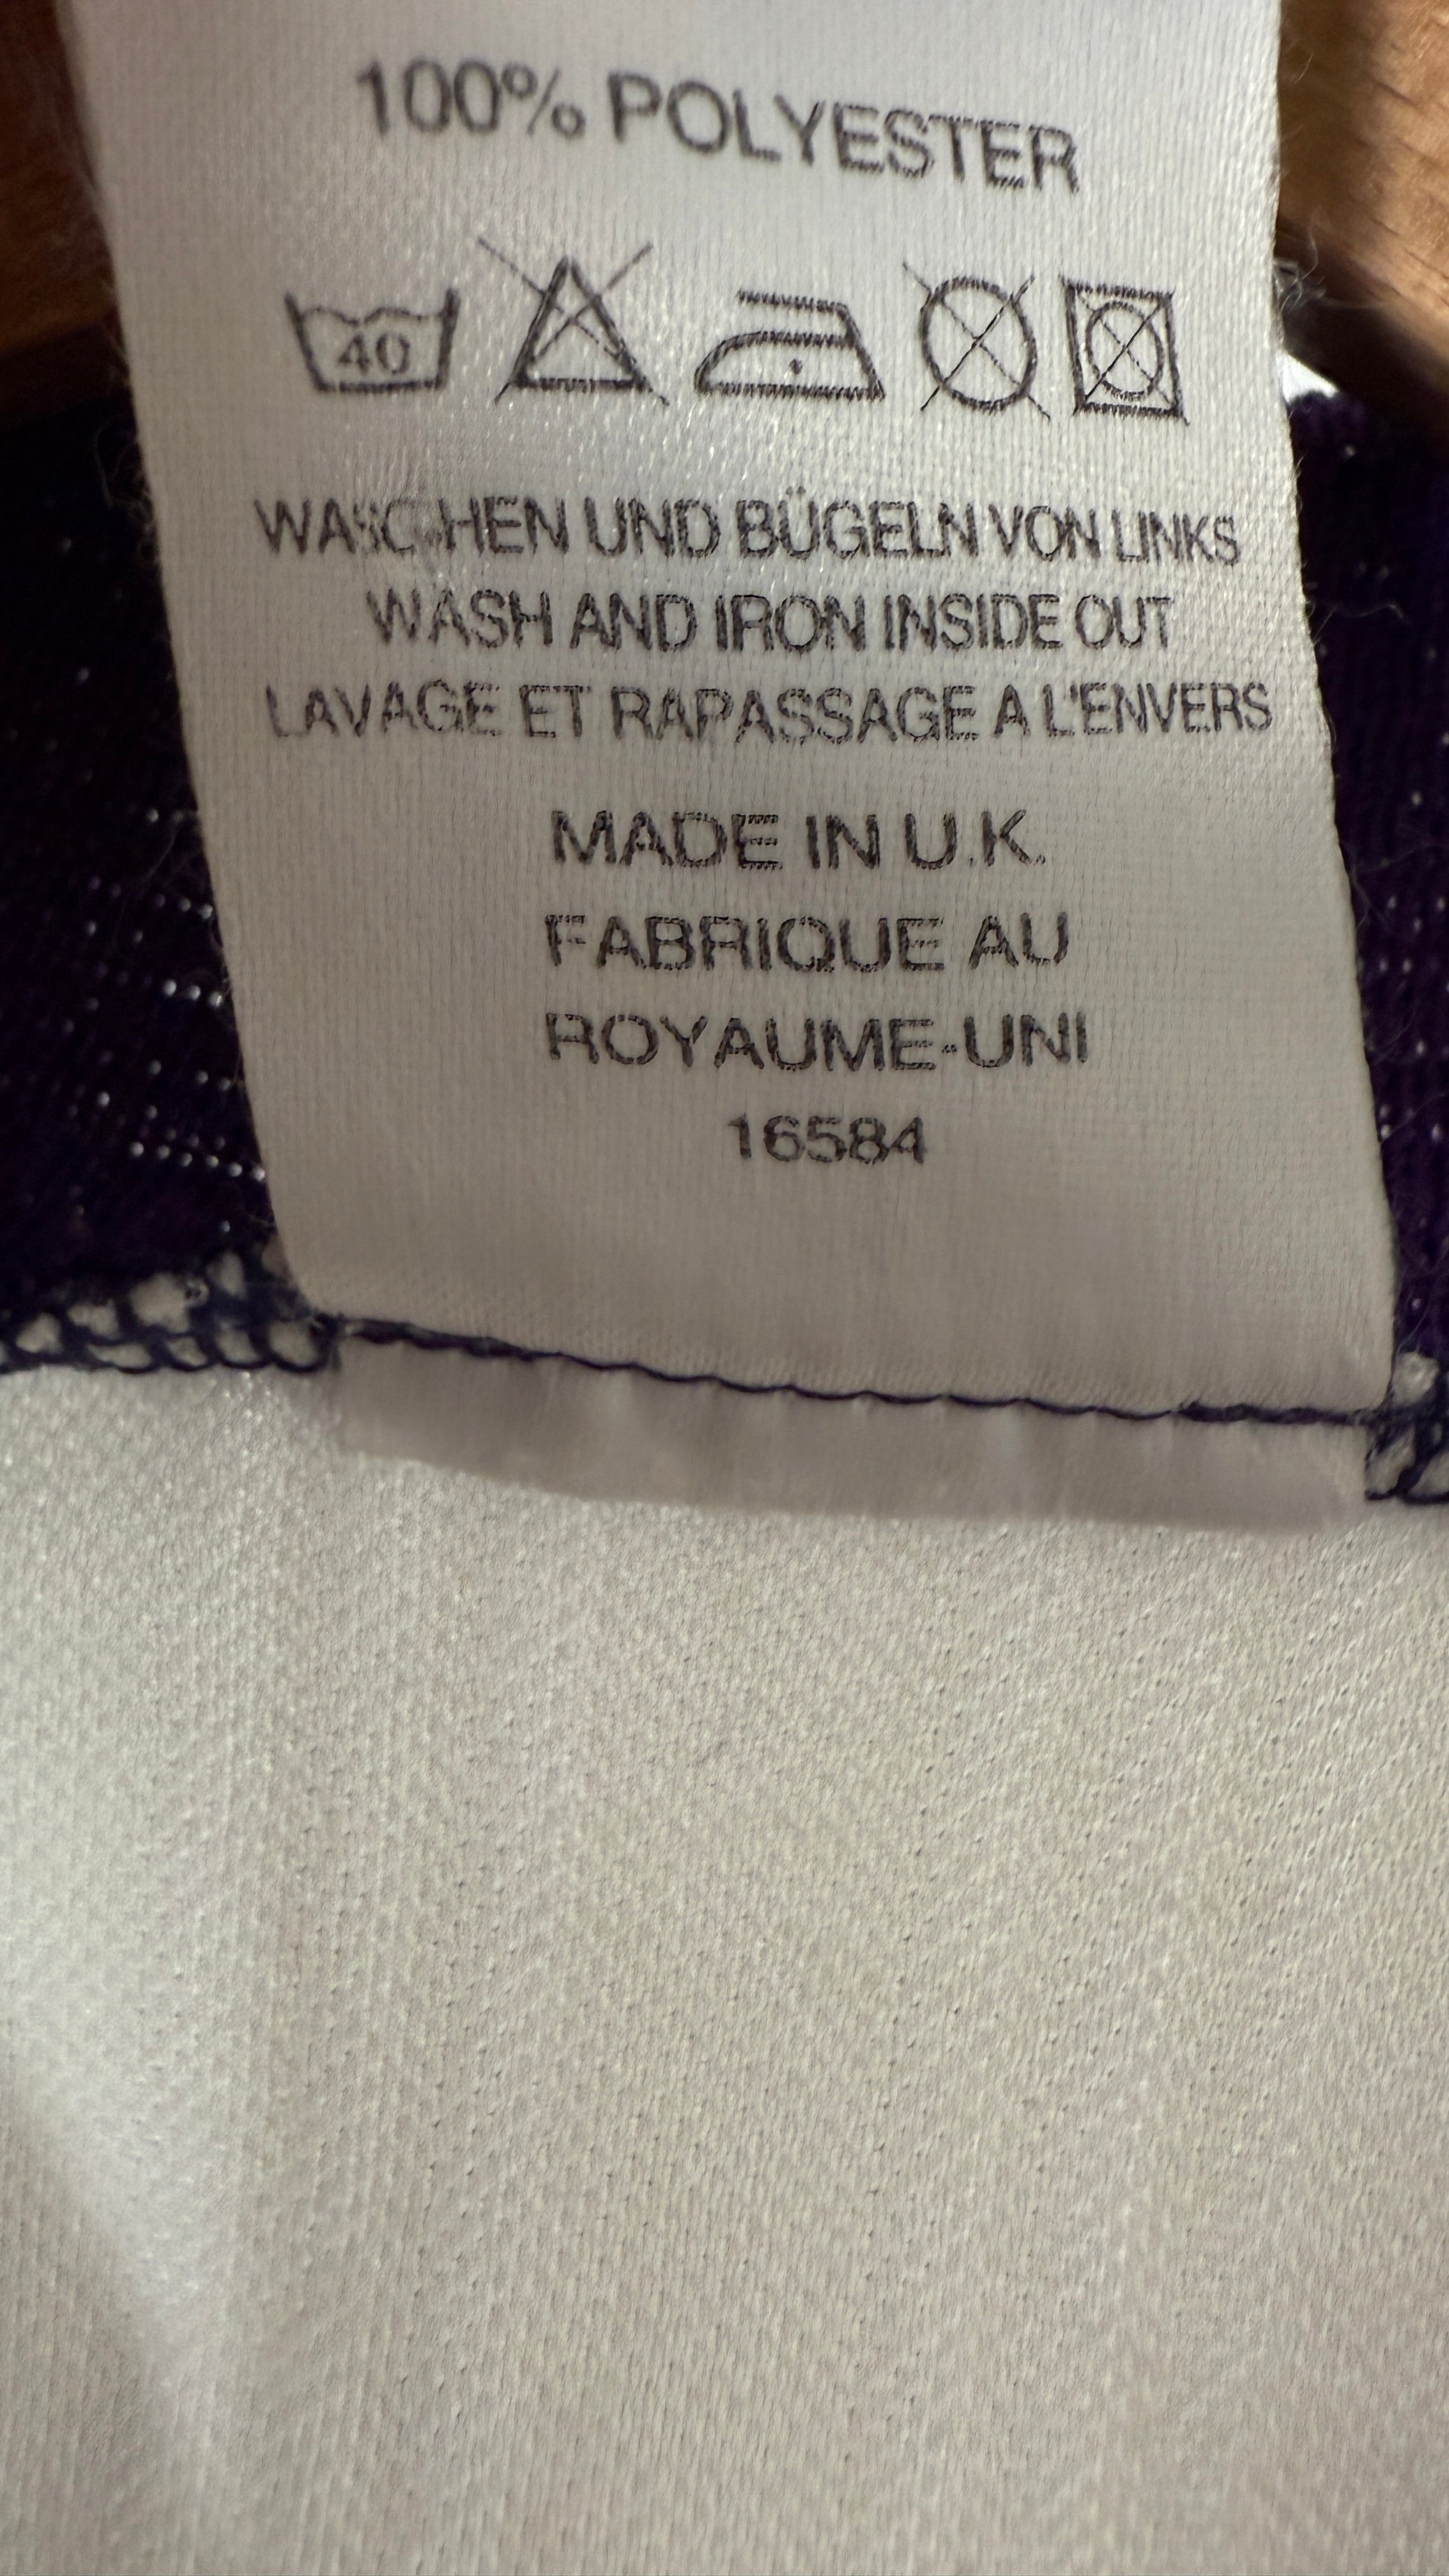 100% POLYESTER
40
WASCHEN UND BÜGELN VON LINKS
WASH AND IRON INSIDE OUT
LAVAGE ET RAPASSAGE A L'ENVERS
MADE IN U.K.
FABRIQUE AU
ROYAUME-UNI
16584